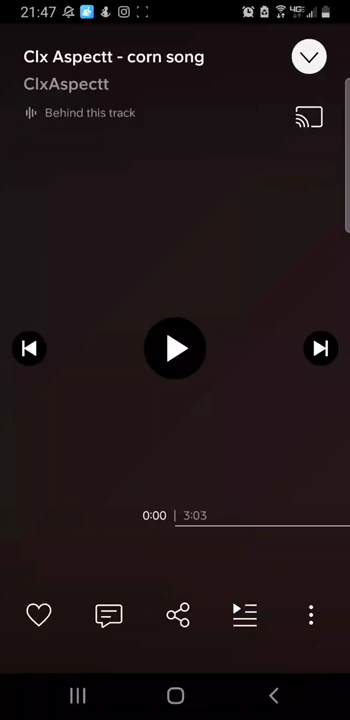 21:47
Clx Aspectt - corn song
ClxAspectt
Behind this track
0:00 | 3:03